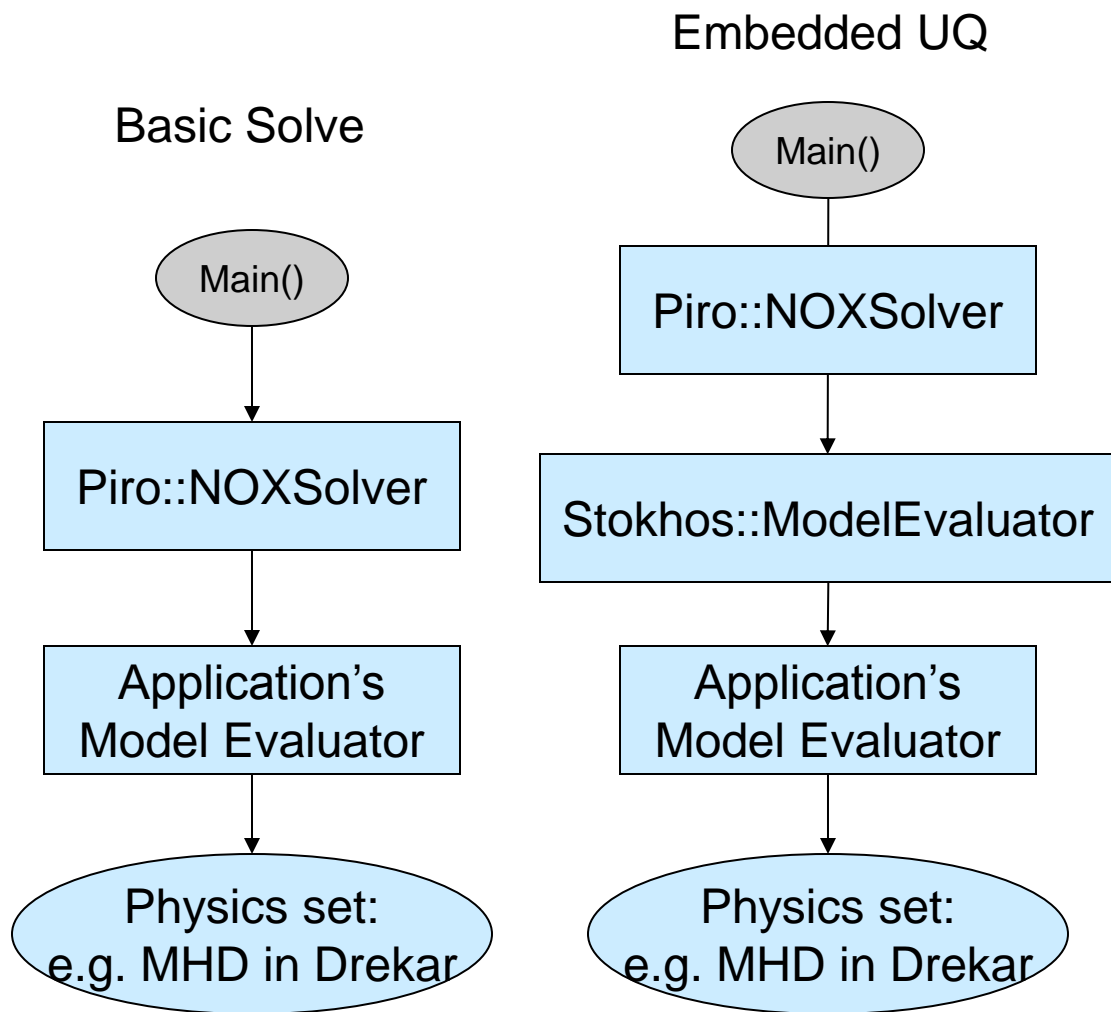 Basic Solve
Main()
Piro::NOXSolver
Application’s
Model Evaluator
Physics set:
e.g. MHD in Drekar
Embedded UQ
Main()
Piro::NOXSolver
Stokhos::ModelEvaluator
Application’s
Model Evaluator
Physics set:
e.g. MHD in Drekar